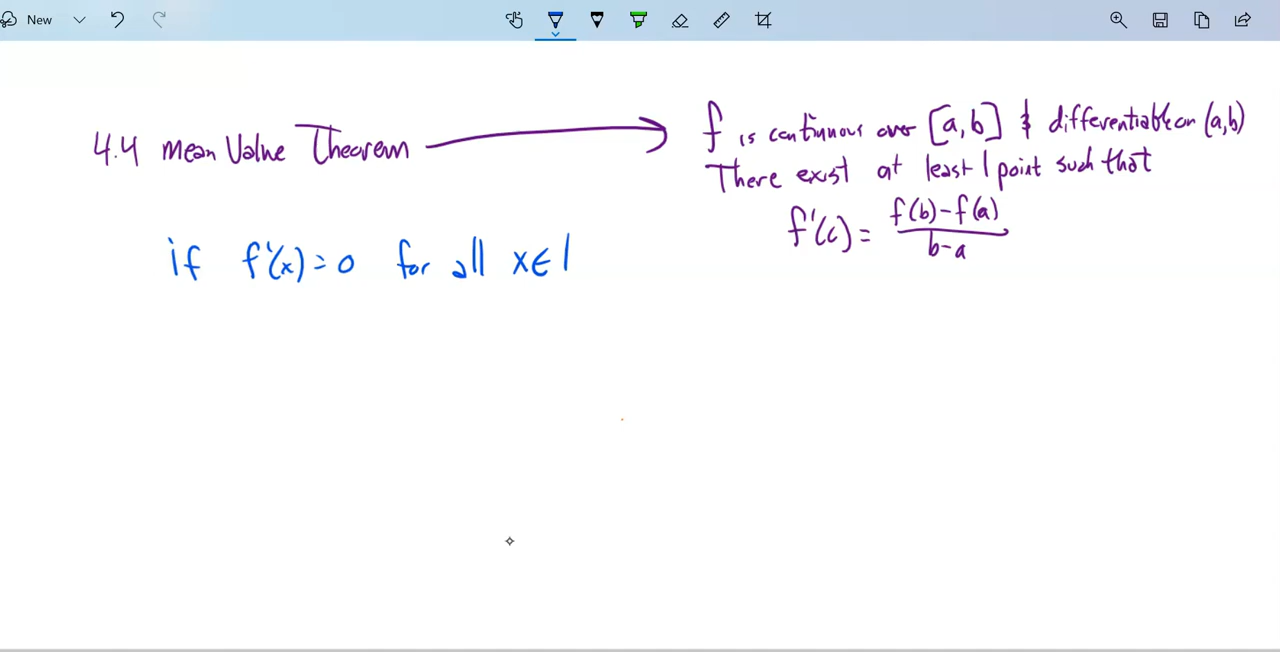 New
4.4 Mean Value Theorem
f is continuous over [a,b] & differentiable on (a,b)
There exist at least 1 point such that
f'(c) = f(b)-f(a) / b-a
if f'(x)=0 for all x∈I